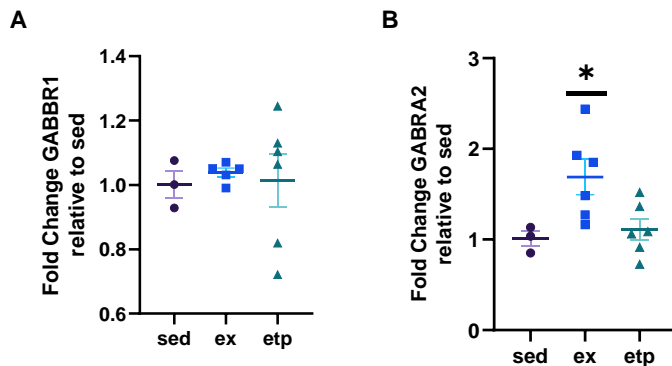 A
Fold Change GABBR1
relative to sed
1.4
1.2
1.0
0.8
0.6
sed ex etp
B
Fold Change GABRA2
relative to sed
3
2
1
0
*
sed ex etp